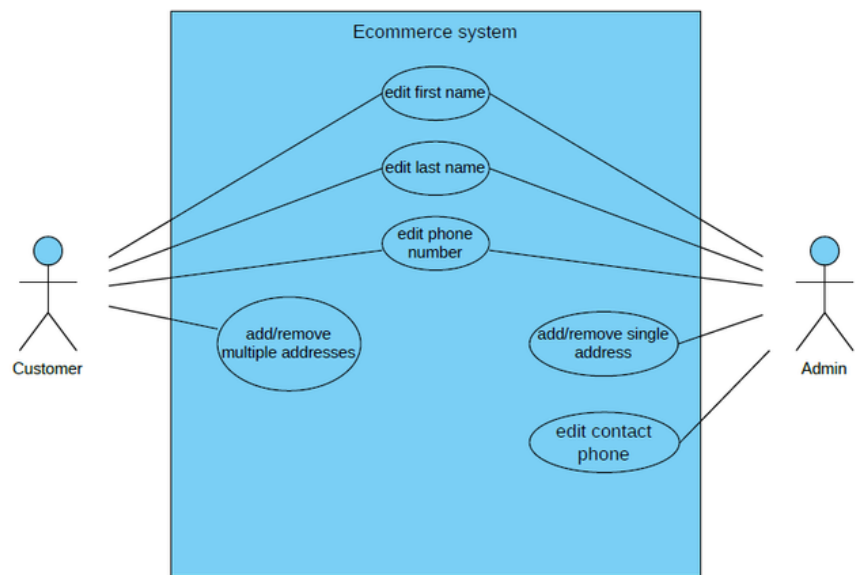 Ecommerce system
edit first name
edit last name
edit phone
number
add/remove
multiple addresses
add/remove single
address
Customer
Admin
edit contact
phone